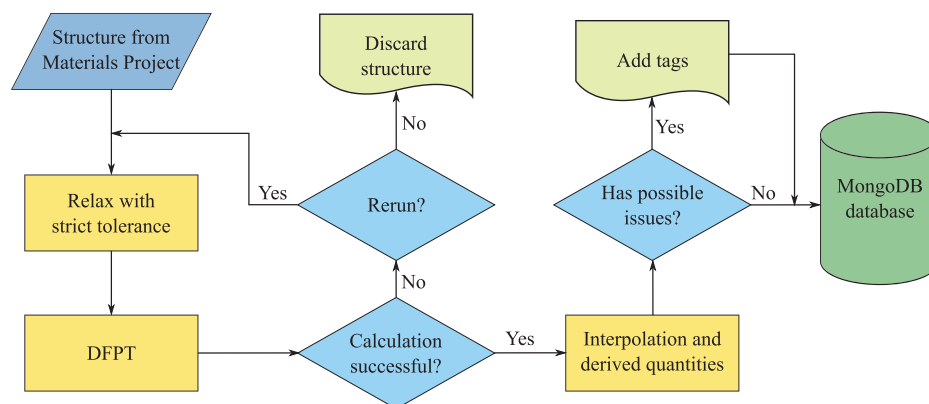 Structure from
Materials Project
Discard
structure
Add tags
No
Yes
Relax with
strict tolerance
Yes
Rerun?
Has possible
issues?
No
MongoDB
database
No
DFPT
Calculation
successful?
Yes
Interpolation and
derived quantities